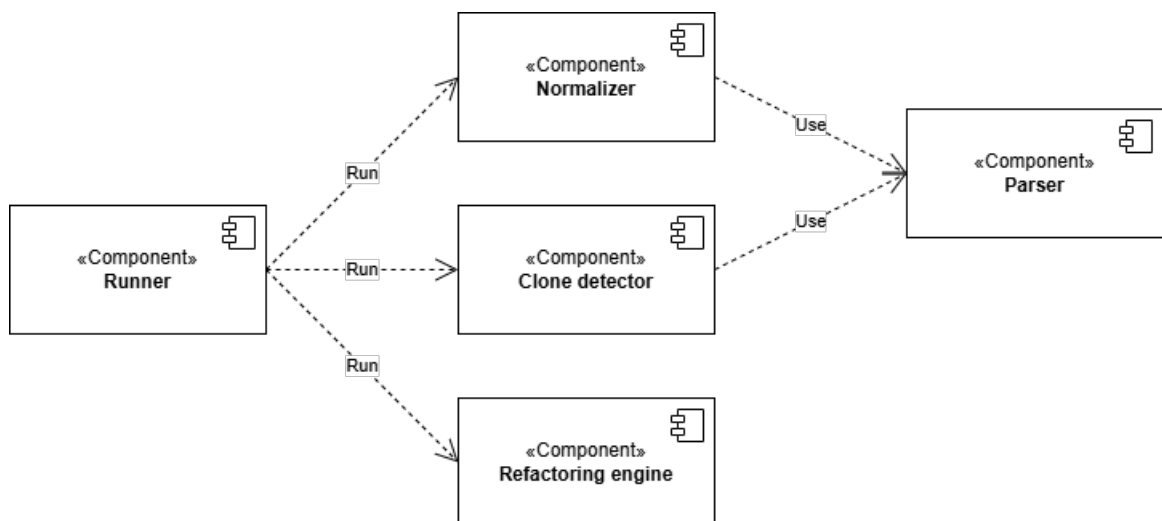 «Component»
Normalizer
Use
«Component»
Parser
Run
«Component»
Runner
Run
«Component»
Clone detector
Use
Run
«Component»
Refactoring engine